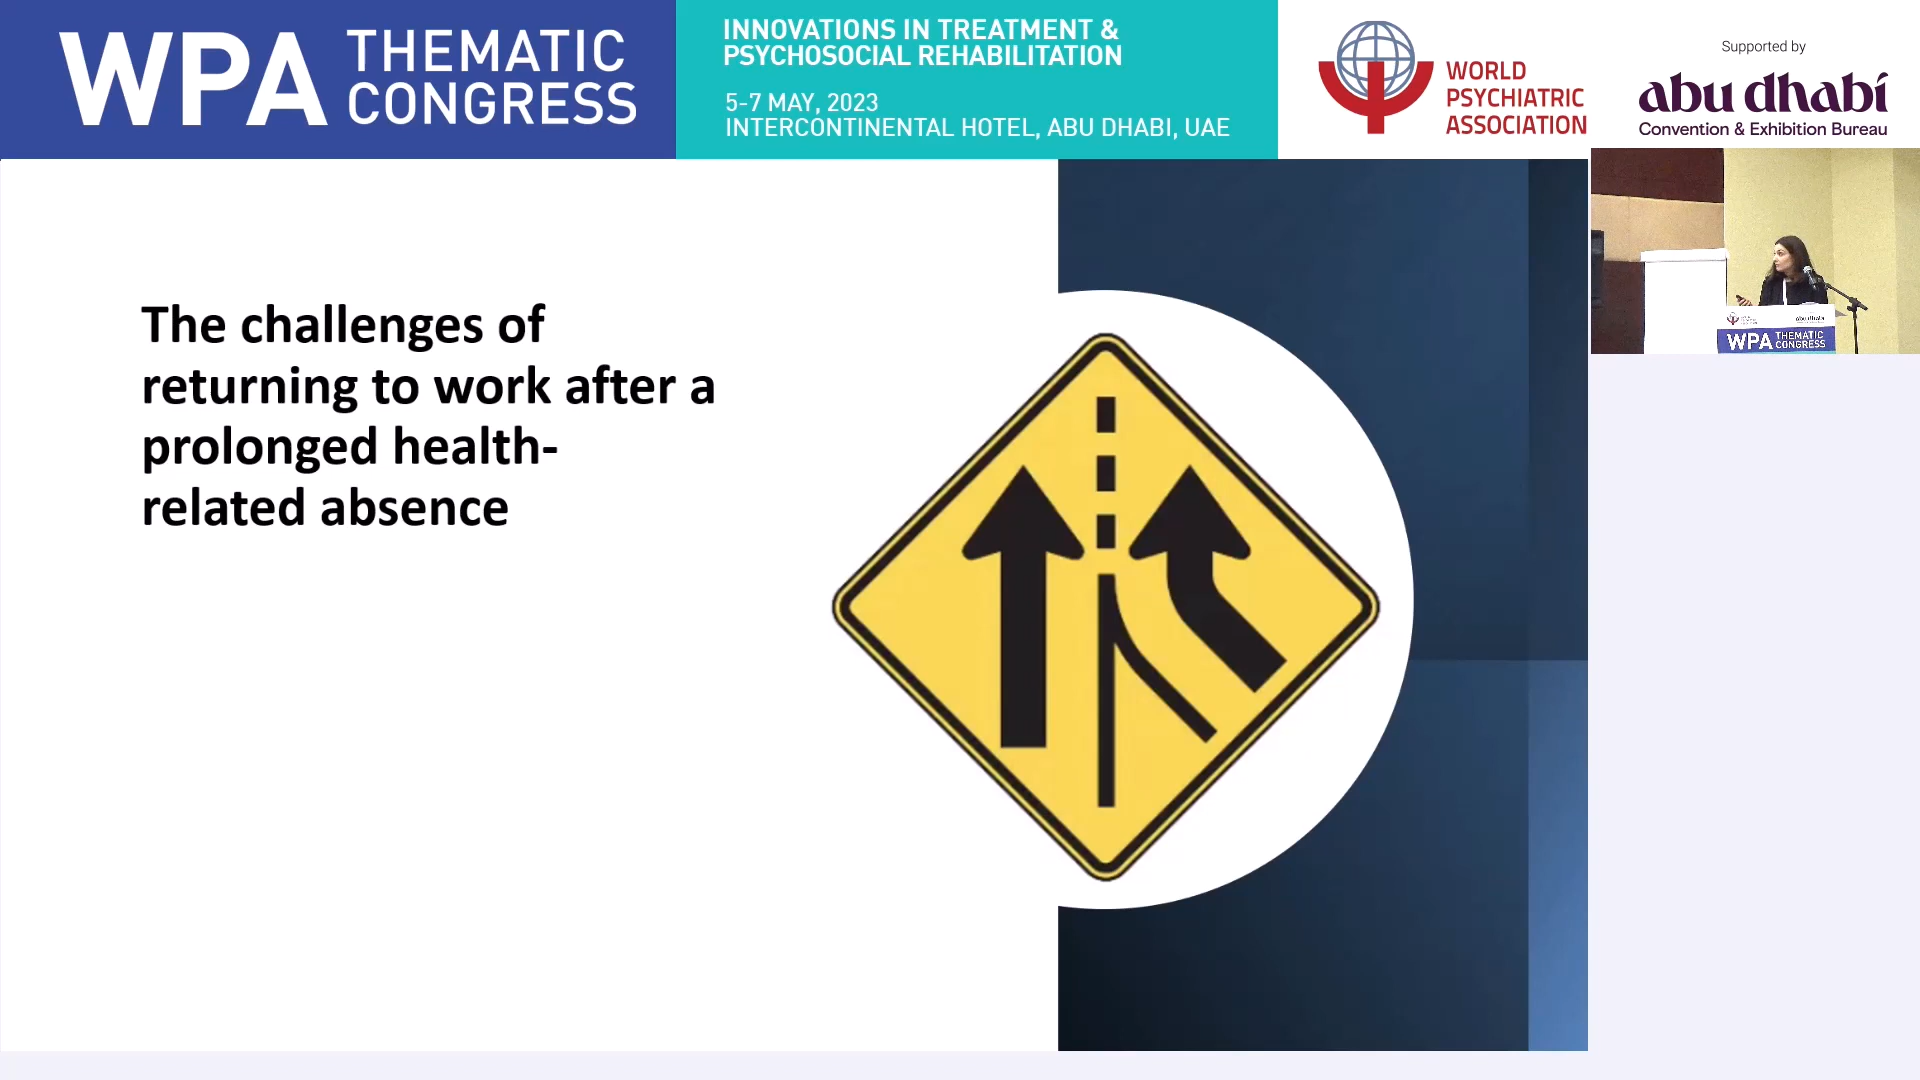 WPA THEMATIC CONGRESS
INNOVATIONS IN TREATMENT &
PSYCHOSOCIAL REHABILITATION
5-7 MAY, 2023
INTERCONTINENTAL HOTEL, ABU DHABI, UAE
WORLD
PSYCHIATRIC
ASSOCIATION
Supported by
abu dhabi
Convention & Exhibition Bureau
The challenges of
returning to work after a
prolonged health-
related absence
abu dhabi
WPA THEMATIC CONGRESS